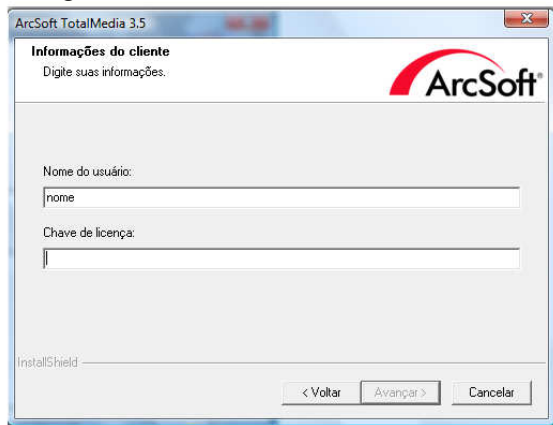 ArcSoft TotalMedia 3.5
Informações do cliente
Digite suas informações.
ArcSoft®
Nome do usuário:
nome
Chave de licença:
InstallShield
< Voltar
Avançar >
Cancelar